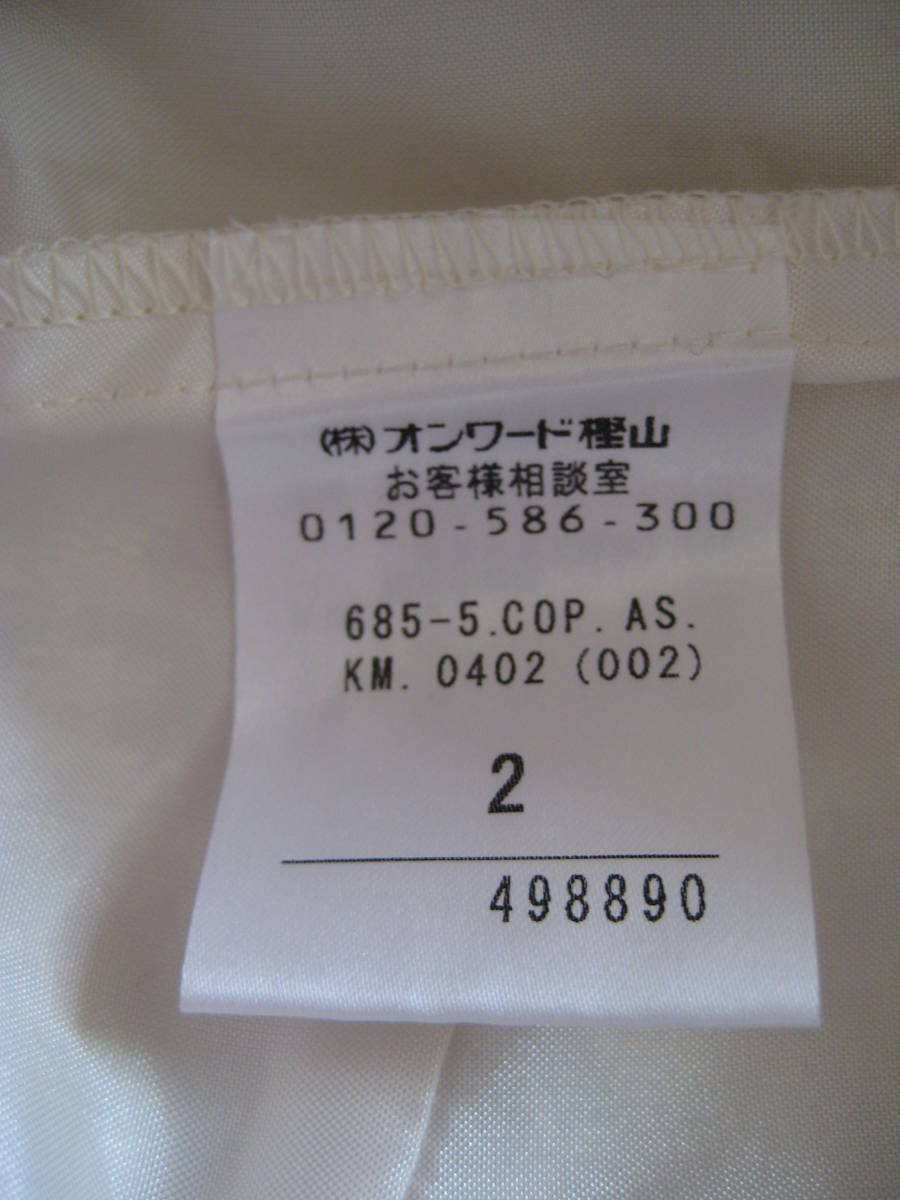 (株)オンワード樫山
お客様相談室
0120-586-300
685-5.COP.AS.
KM.0402(002)
2
498890